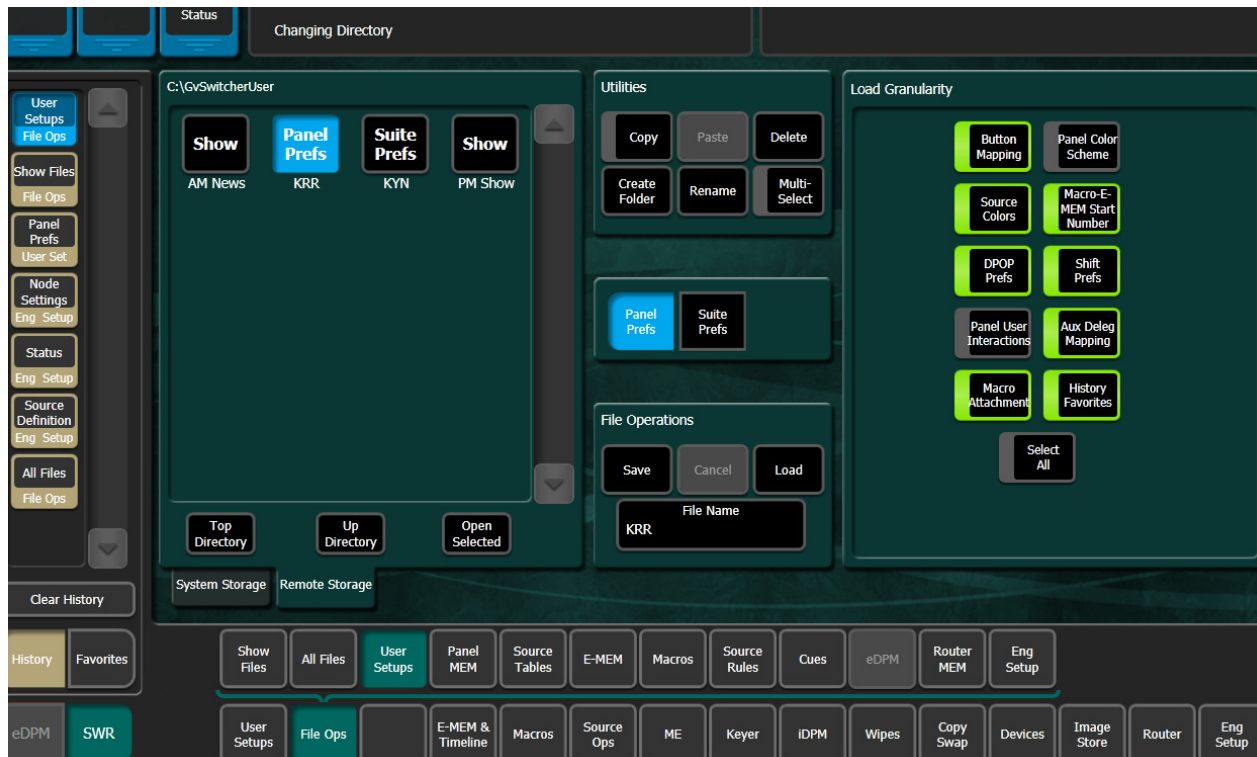 Status
Changing Directory
User
Setups
File Ops
Show Files
File Ops
Panel
Prefs
User Set
Node
Settings
Eng Setup
Status
Eng Setup
Source
Definition
Eng Setup
All Files
File Ops
Clear History
History
Favorites
eDPM
SWR
C:\GvSwitcherUser
Show
AM News
Panel
Prefs
KRR
Suite
Prefs
KYN
Show
PM Show
Top
Directory
Up
Directory
Open
Selected
System Storage
Remote Storage
Utilities
Copy
Paste
Delete
Create
Folder
Rename
Multi-
Select
Panel
Prefs
Suite
Prefs
File Operations
Save
Cancel
Load
File Name
KRR
Load Granularity
Button
Mapping
Panel Color
Scheme
Source
Colors
Macro-E-
MEM Start
Number
DPOP
Prefs
Shift
Prefs
Panel User
Interactions
Aux Deleg
Mapping
Macro
Attachment
History
Favorites
Select
All
Show
Files
All Files
User
Setups
Panel
MEM
Source
Tables
E-MEM
Macros
Source
Rules
Cues
eDPM
Router
MEM
Eng
Setup
User
Setups
File Ops
E-MEM &
Timeline
Macros
Source
Ops
ME
Keyer
iDPM
Wipes
Copy
Swap
Devices
Image
Store
Router
Eng
Setup